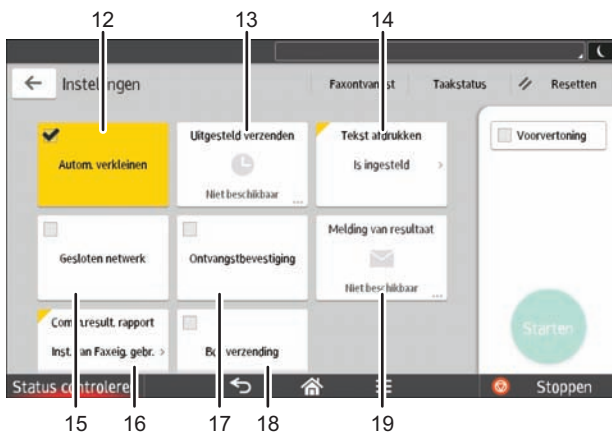 12 13 14
Instellingen Faxontvangst Taakstatus Resetten
Autom. verkleinen
Uitgesteld verzenden
Niet beschikbaar
...
Tekst afdrukken
Is ingesteld >
Voorvertoning
Gesloten netwerk
Ontvangstbevestiging
Melding van resultaat
Niet beschikbaar
...
Comm.result. rapport
Inst. van Faxeig. gebr. >
verzending
Starten
Status controleren Stoppen
15 16 17 18 19